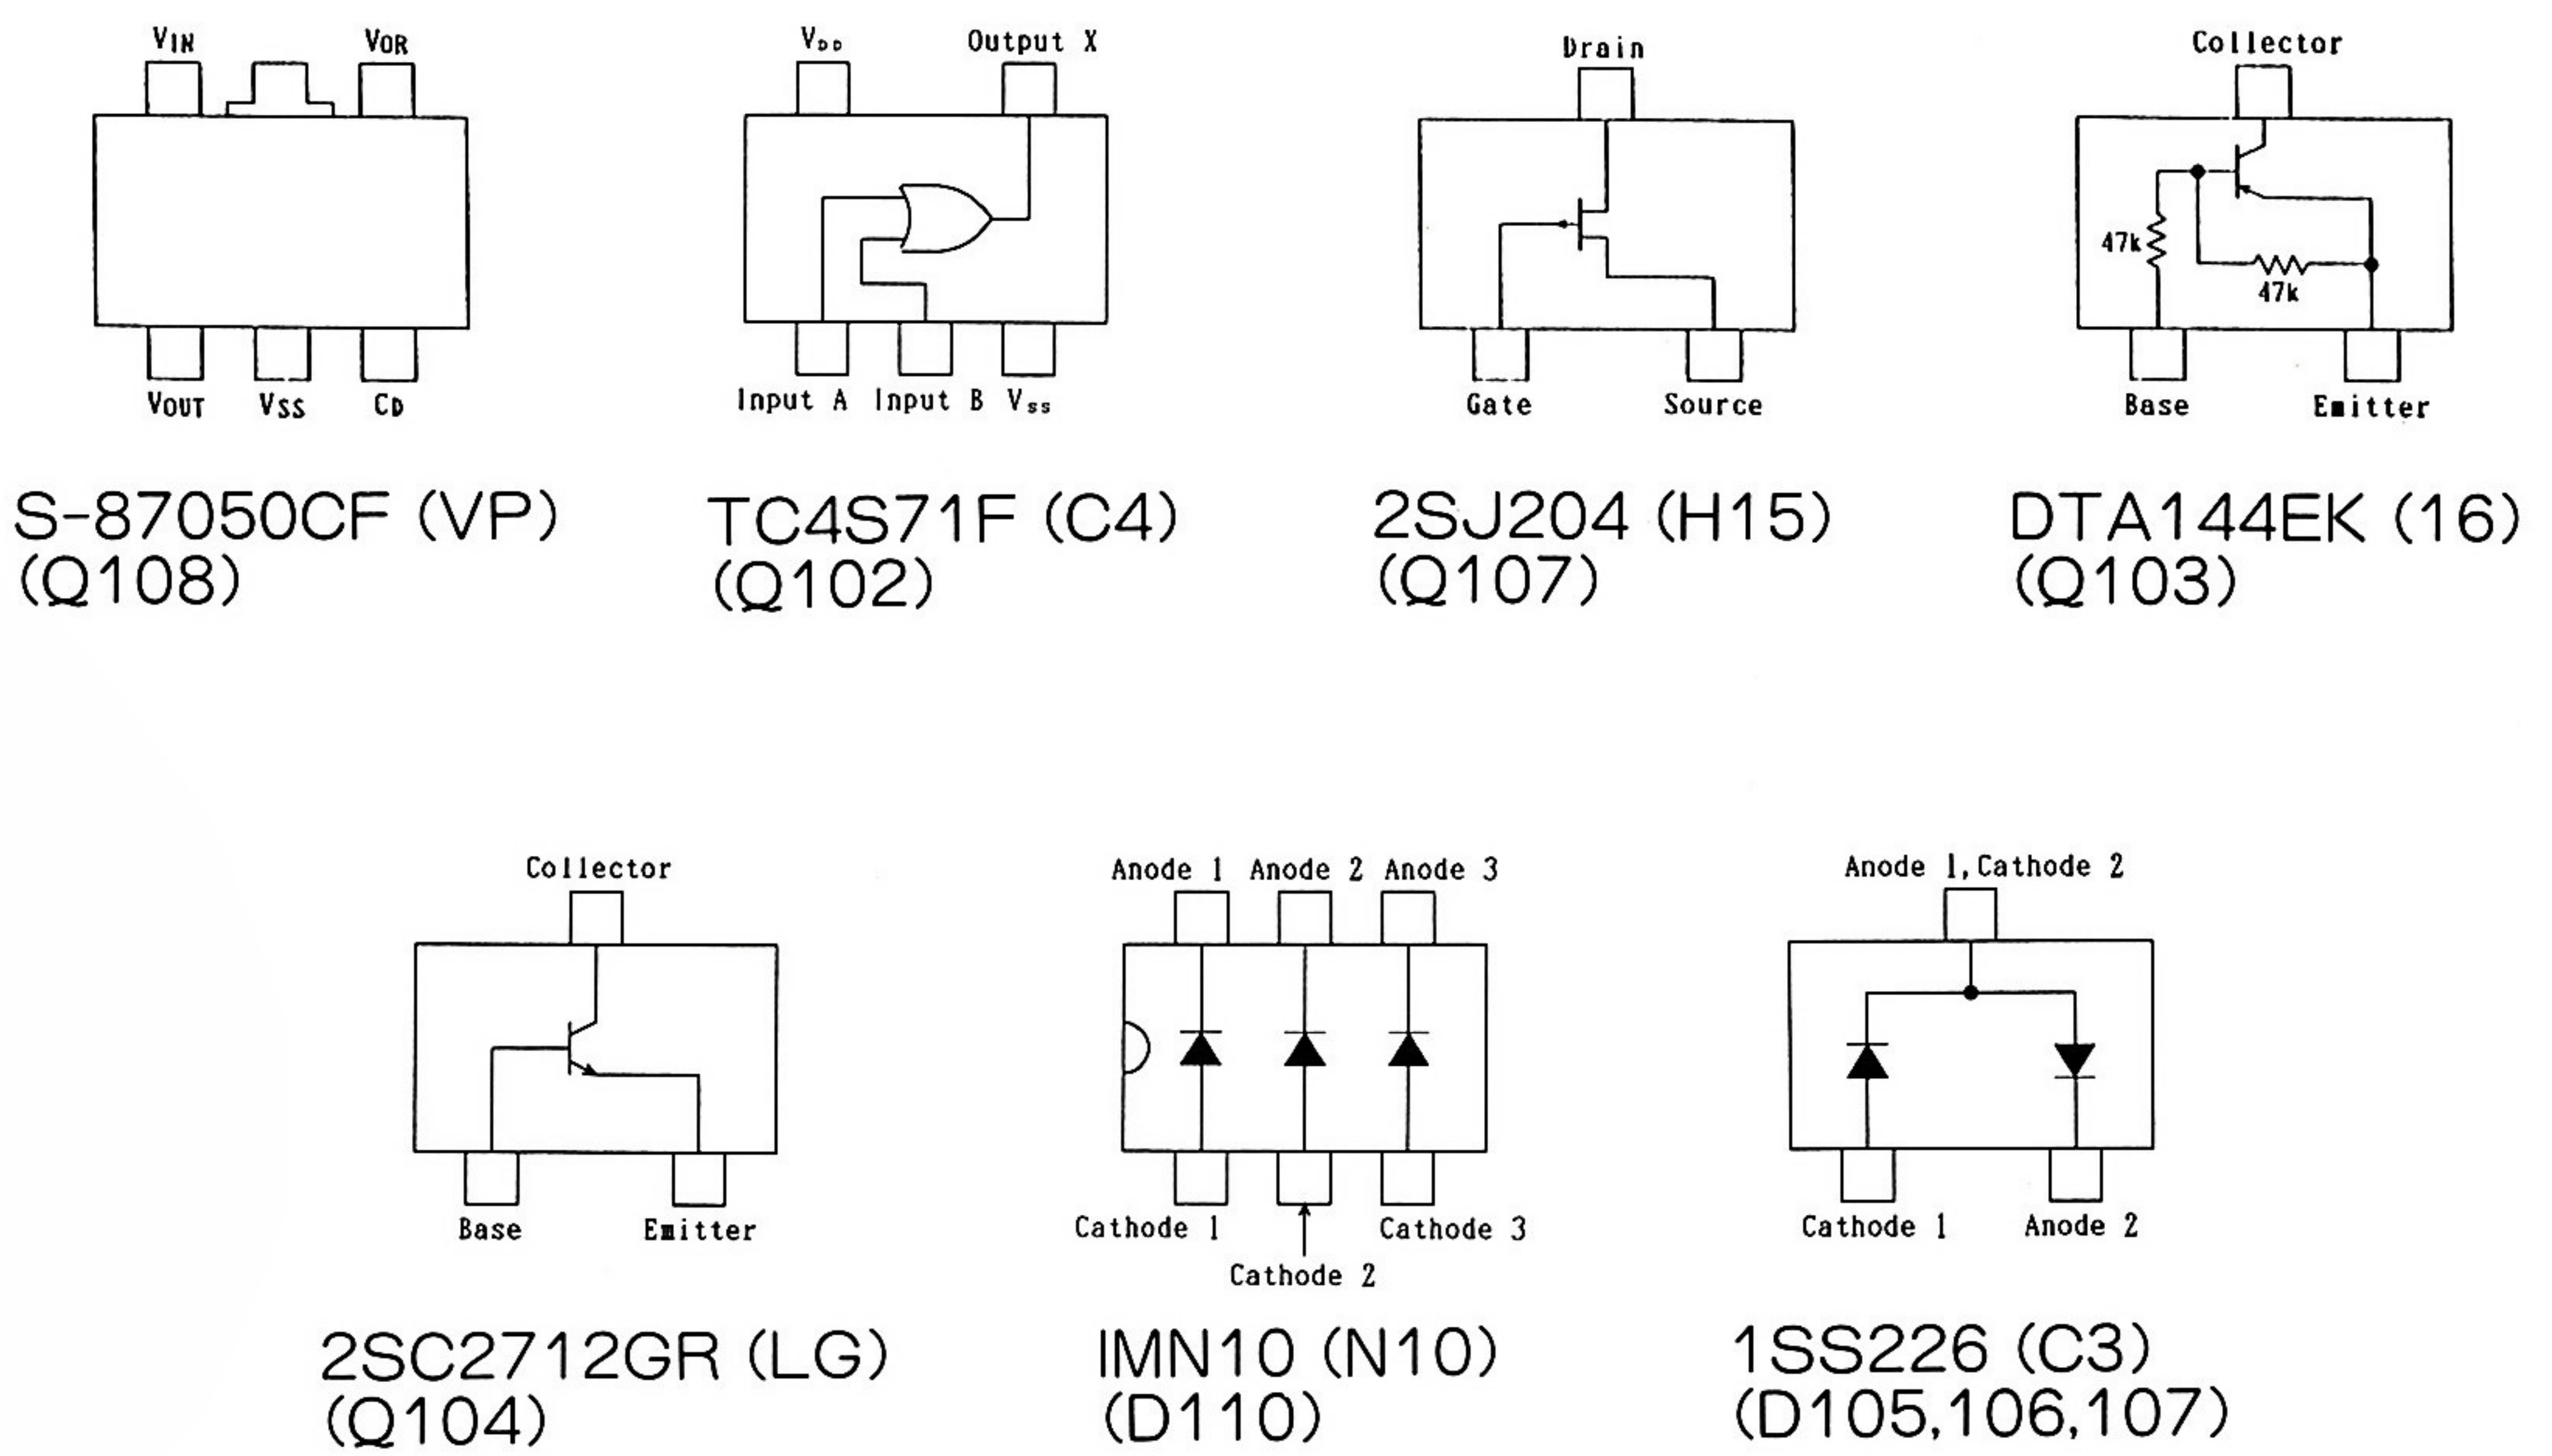 VIN VOR
VOUT VSS CD
S-87050CF (VP)
(Q108)
VDD Output X
Input A Input B Vss
TC4S71F (C4)
(Q102)
Drain
Gate Source
2SJ204 (H15)
(Q107)
Collector
47k
47k
Base Emitter
DTA144EK (16)
(Q103)
Collector
Base Emitter
2SC2712GR (LG)
(Q104)
Anode 1 Anode 2 Anode 3
Cathode 1 Cathode 3
Cathode 2
IMN10 (N10)
(D110)
Anode 1,Cathode 2
Cathode 1 Anode 2
1SS226 (C3)
(D105,106,107)